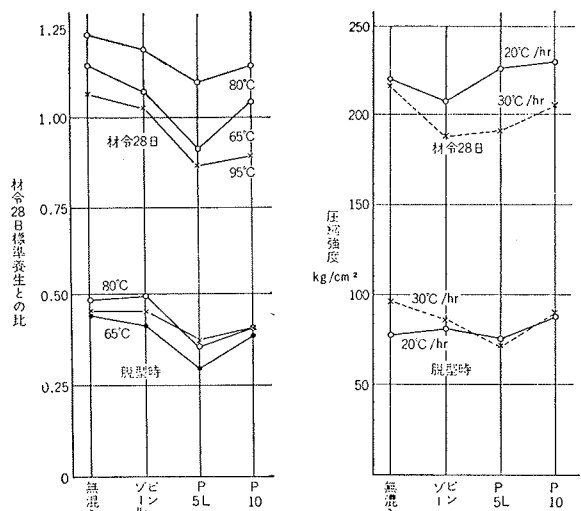 1.25
1.00
0.75
0.50
0.25
0
材令28日標準養生との比
80°C
65°C
95°C
材令28日
80°C
65°C
脱型時
無混
ビン
ゾー
P
5L
P
10
250
200
150
100
50
圧縮強度
kg/cm²
20°C/hr
30°C/hr
材令28日
30°C/hr
20°C/hr
脱型時
無混
ビン
ゾー
P
5L
P
10